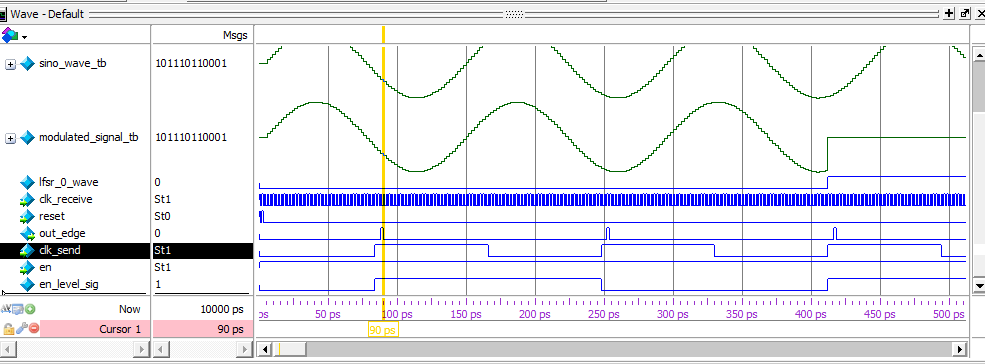 Wave - Default
Msgs
sino_wave_tb 101110110001
modulated_signal_tb 101110110001
lfsr_0_wave 0
clk_receive St1
reset St0
out_edge 0
clk_send St1
en St1
en_level_sig 1
Now 10000 ps
ps 50 ps 100 ps 150 ps 200 ps 250 ps 300 ps 350 ps 400 ps 450 ps 500 ps
Cursor 1 90 ps 90 ps